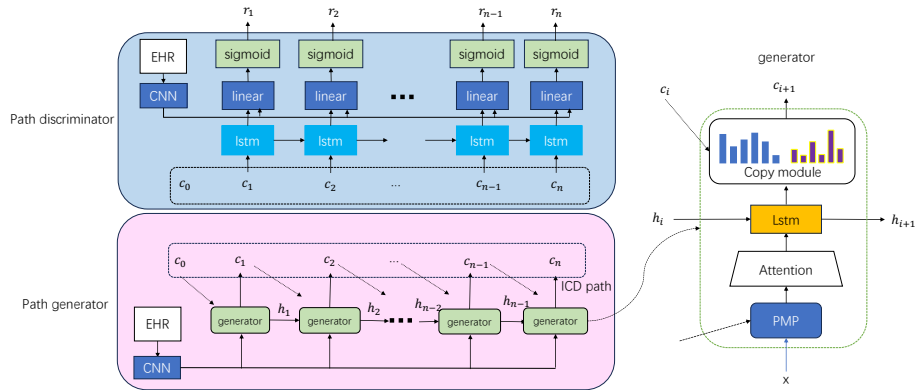 r₁ r₂ rₙ₋₁ rₙ
EHR sigmoid sigmoid sigmoid sigmoid
CNN linear linear ... linear linear
Path discriminator
lstm lstm lstm lstm
c₀ c₁ c₂ ... cₙ₋₁ cₙ
c₀ c₁ c₂ ... cₙ₋₁ cₙ
ICD path
Path generator
h₁ h₂ hₙ₋₂ hₙ₋₁
generator generator ... generator generator
EHR
CNN
generator
cᵢ cᵢ₊₁
Copy module
hᵢ Lstm hᵢ₊₁
Attention
PMP
x